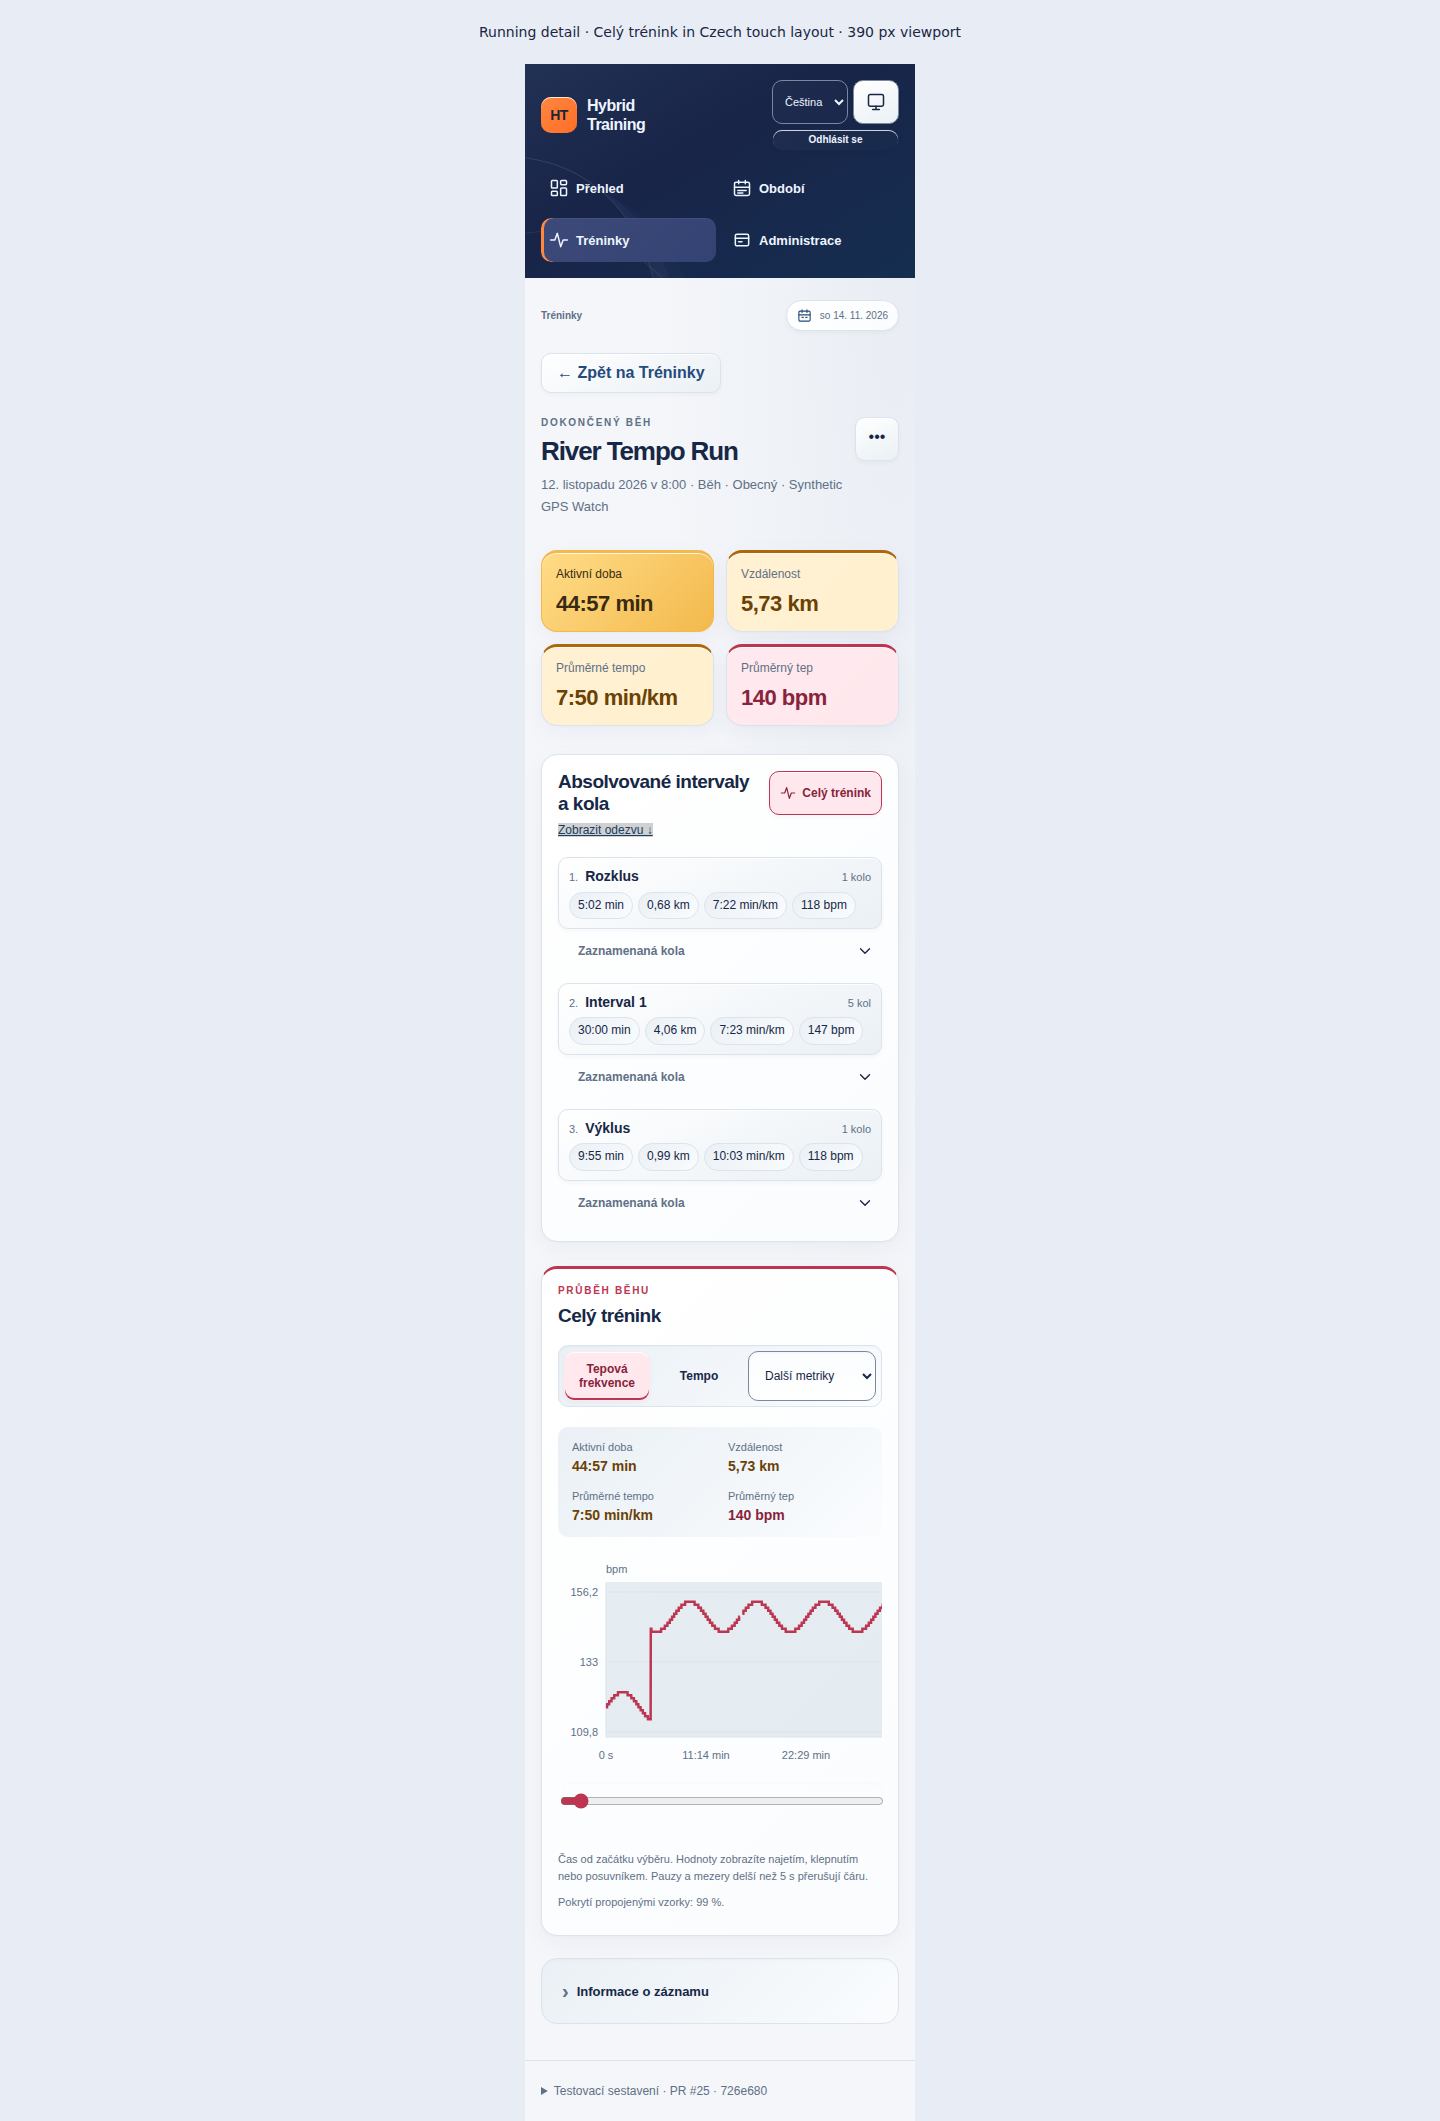 Running detail · Celý trénink in Czech touch layout · 390 px viewport
HT
Hybrid
Training
Čeština
Odhlásit se
Přehled
Období
Tréninky
Administrace
Tréninky
so 14. 11. 2026
← Zpět na Tréninky
DOKONČENÝ BĚH
River Tempo Run
•••
12. listopadu 2026 v 8:00 · Běh · Obecný · Synthetic
GPS Watch
Aktivní doba
44:57 min
Vzdálenost
5,73 km
Průměrné tempo
7:50 min/km
Průměrný tep
140 bpm
Absolvované intervaly
a kola
Celý trénink
Zobrazit odezvu ↓
1. Rozklus 1 kolo
5:02 min 0,68 km 7:22 min/km 118 bpm
Zaznamenaná kola
2. Interval 1 5 kol
30:00 min 4,06 km 7:23 min/km 147 bpm
Zaznamenaná kola
3. Výklus 1 kolo
9:55 min 0,99 km 10:03 min/km 118 bpm
Zaznamenaná kola
PRŮBĚH BĚHU
Celý trénink
Tepová
frekvence
Tempo
Další metriky
Aktivní doba
44:57 min
Vzdálenost
5,73 km
Průměrné tempo
7:50 min/km
Průměrný tep
140 bpm
bpm
156,2
133
109,8
0 s 11:14 min 22:29 min
Čas od začátku výběru. Hodnoty zobrazíte najetím, klepnutím
nebo posuvníkem. Pauzy a mezery delší než 5 s přerušují čáru.
Pokrytí propojenými vzorky: 99 %.
› Informace o záznamu
▶ Testovací sestavení · PR #25 · 726e680